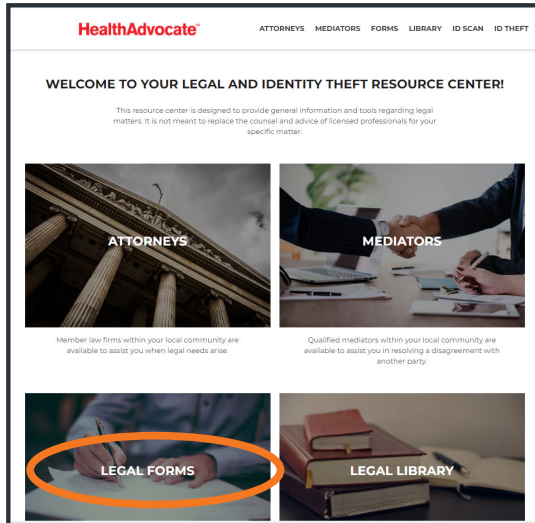 HealthAdvocate™
ATTORNEYS MEDIATORS FORMS LIBRARY ID SCAN ID THEFT
WELCOME TO YOUR LEGAL AND IDENTITY THEFT RESOURCE CENTER!
This resource center is designed to provide general information and tools regarding legal
matters. It is not meant to replace the counsel and advice of licensed professionals for your
specific matter.
ATTORNEYS
Member law firms within your local community are
available to assist you when legal needs arise.
MEDIATORS
Qualified mediators within your local community are
available to assist you in resolving a disagreement with
another party.
LEGAL FORMS
LEGAL LIBRARY